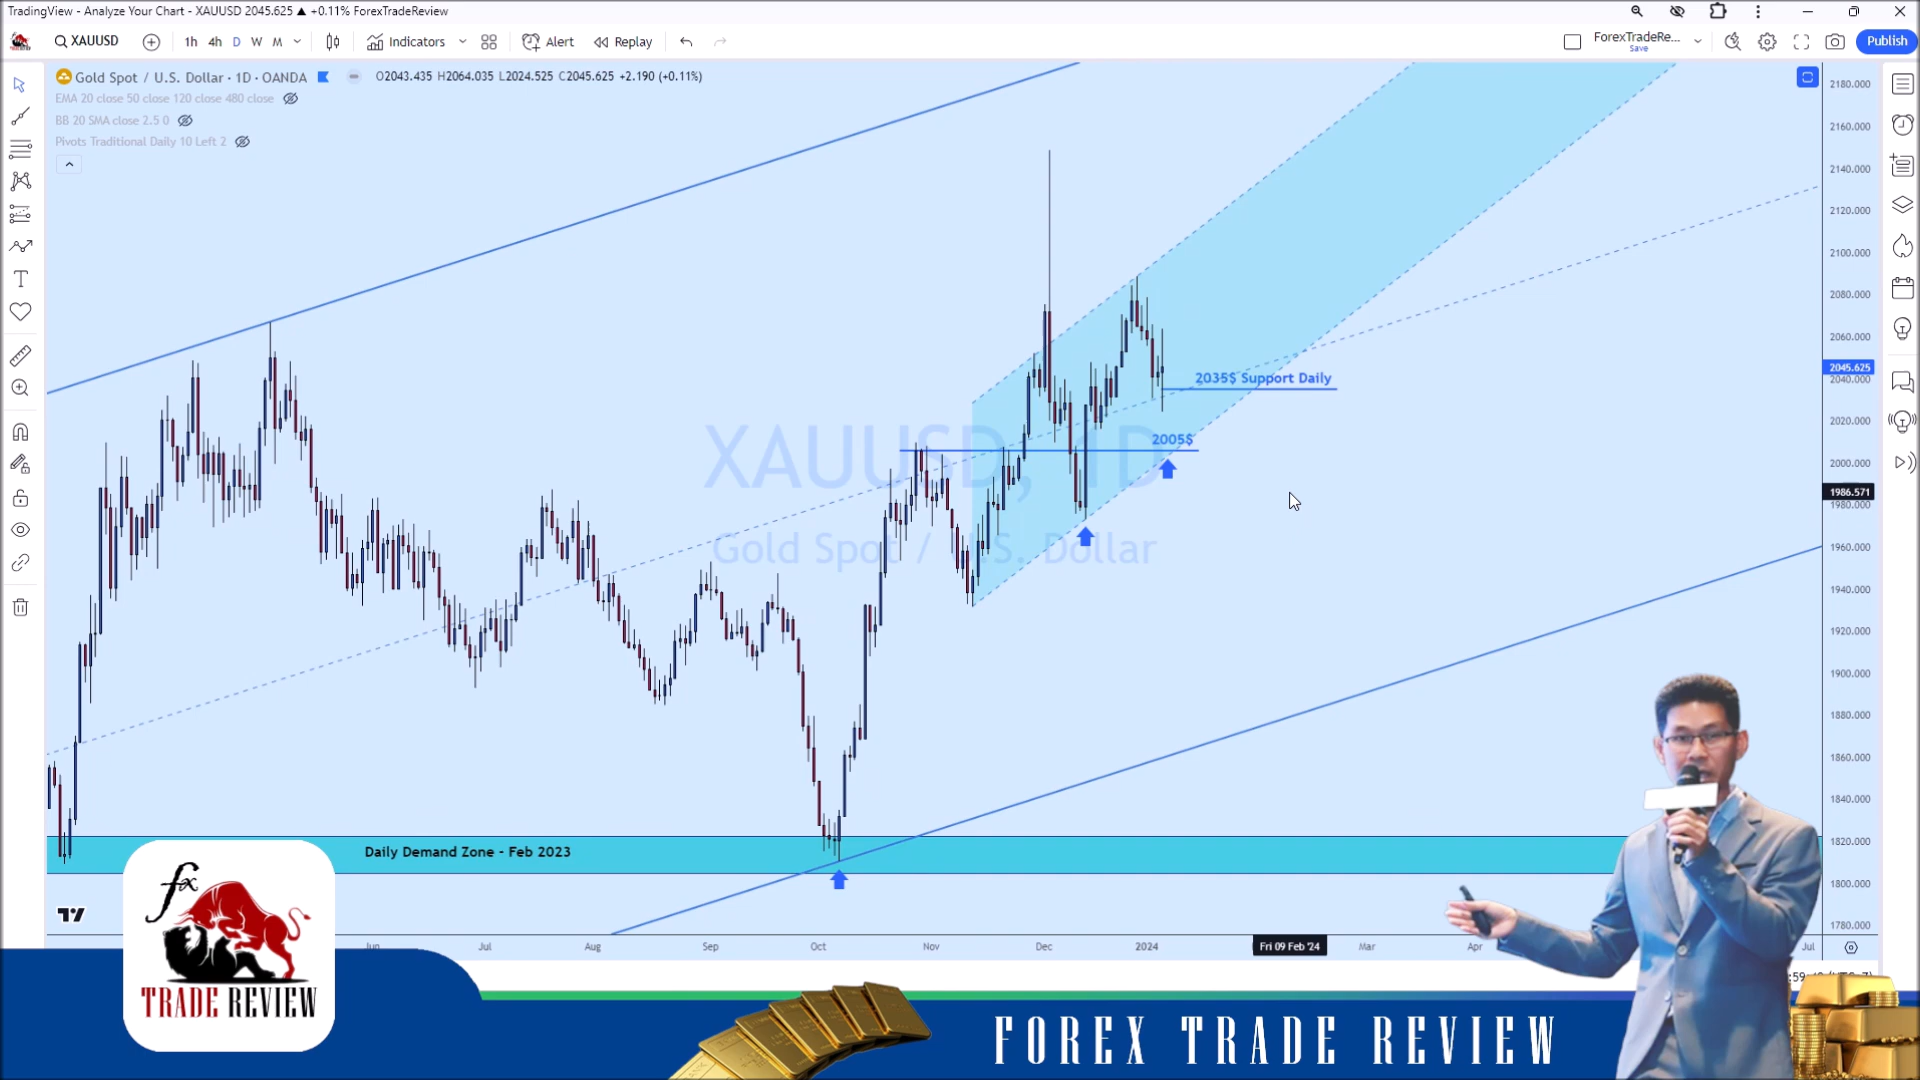 TradingView - Analyze Your Chart - XAUUSD 2045.625 ▲ +0.11% ForexTradeReview
XAUUSD 1h 4h D W M Indicators Alert Replay ForexTradeRe... Save Publish
Gold Spot / U.S. Dollar · 1D · OANDA O2043.435 H2064.035 L2024.525 C2045.625 +2.190 (+0.11%)
EMA 20 close 50 close 120 close 480 close
BB 20 SMA close 2.5 0
Pivots Traditional Daily 10 Left 2
2180.000
2160.000
2140.000
2120.000
2100.000
2080.000
2060.000
2045.625
2040.000
2020.000
2000.000
1986.571
1980.000
1960.000
1940.000
1920.000
1900.000
1880.000
1860.000
1840.000
1820.000
1800.000
1780.000
2035$ Support Daily
2005$
XAUUSD, 1D
Gold Spot / U.S. Dollar
Daily Demand Zone - Feb 2023
Jun Jul Aug Sep Oct Nov Dec 2024 Fri 09 Feb '24 Mar Apr Jul
fx
TRADE REVIEW
FOREX TRADE REVIEW